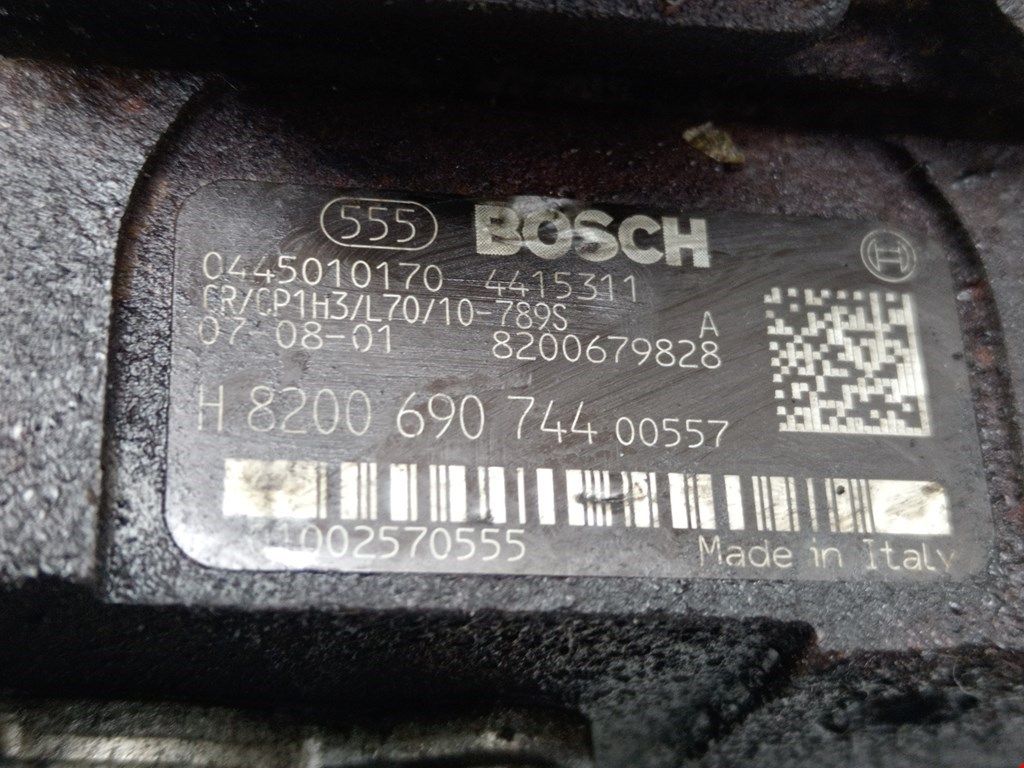 555 BOSCH
0445010170 4415311
CR/CP1H3/L70/10-789S A
07-08-01 8200679828
H 8200 690 744 00557
1002570555 Made in Italy